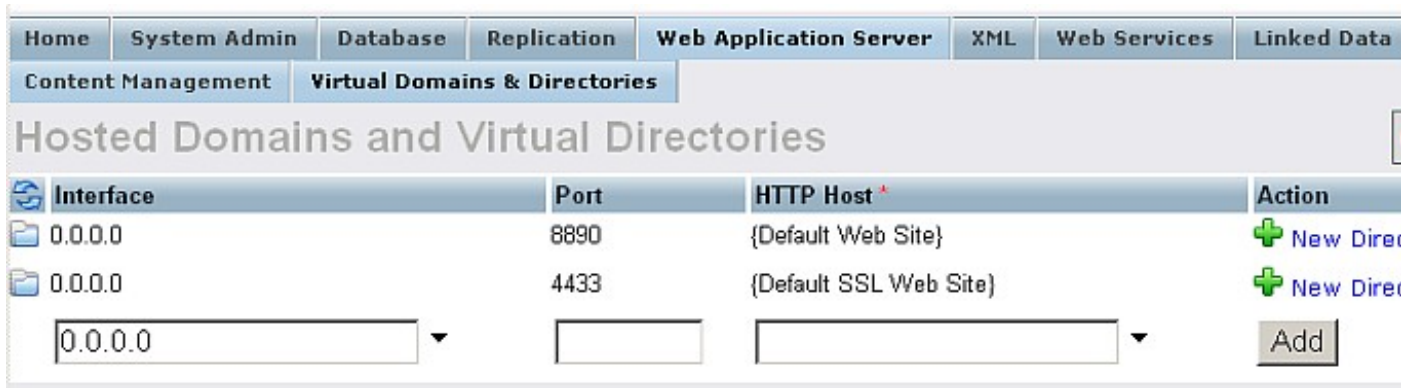 Home System Admin Database Replication Web Application Server XML Web Services Linked Data
Content Management Virtual Domains & Directories
Hosted Domains and Virtual Directories
Interface Port HTTP Host * Action
0.0.0.0 8890 {Default Web Site} New
0.0.0.0 4433 {Default SSL Web Site} New
0.0.0.0 Add